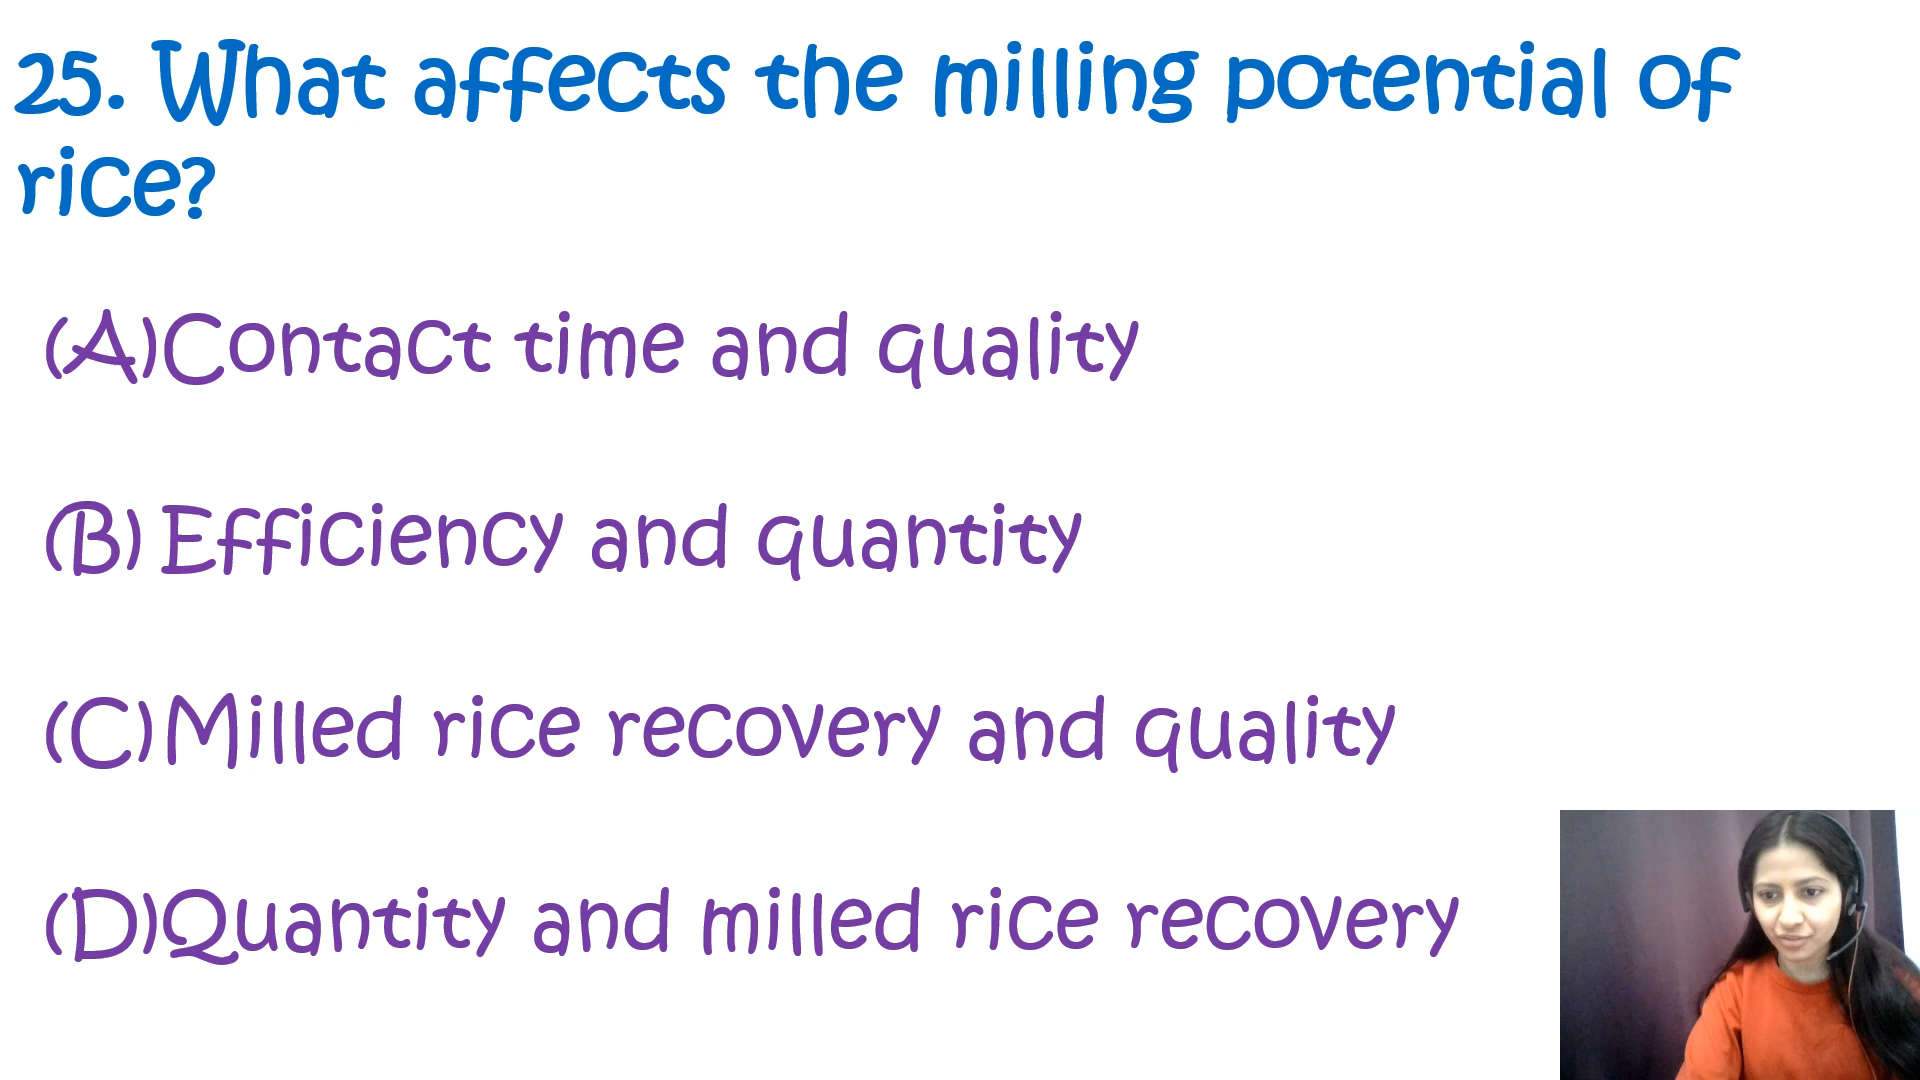 25. What affects the milling potential of
rice?
(A)Contact time and quality
(B) Efficiency and quantity
(C)Milled rice recovery and quality
(D)Quantity and milled rice recovery